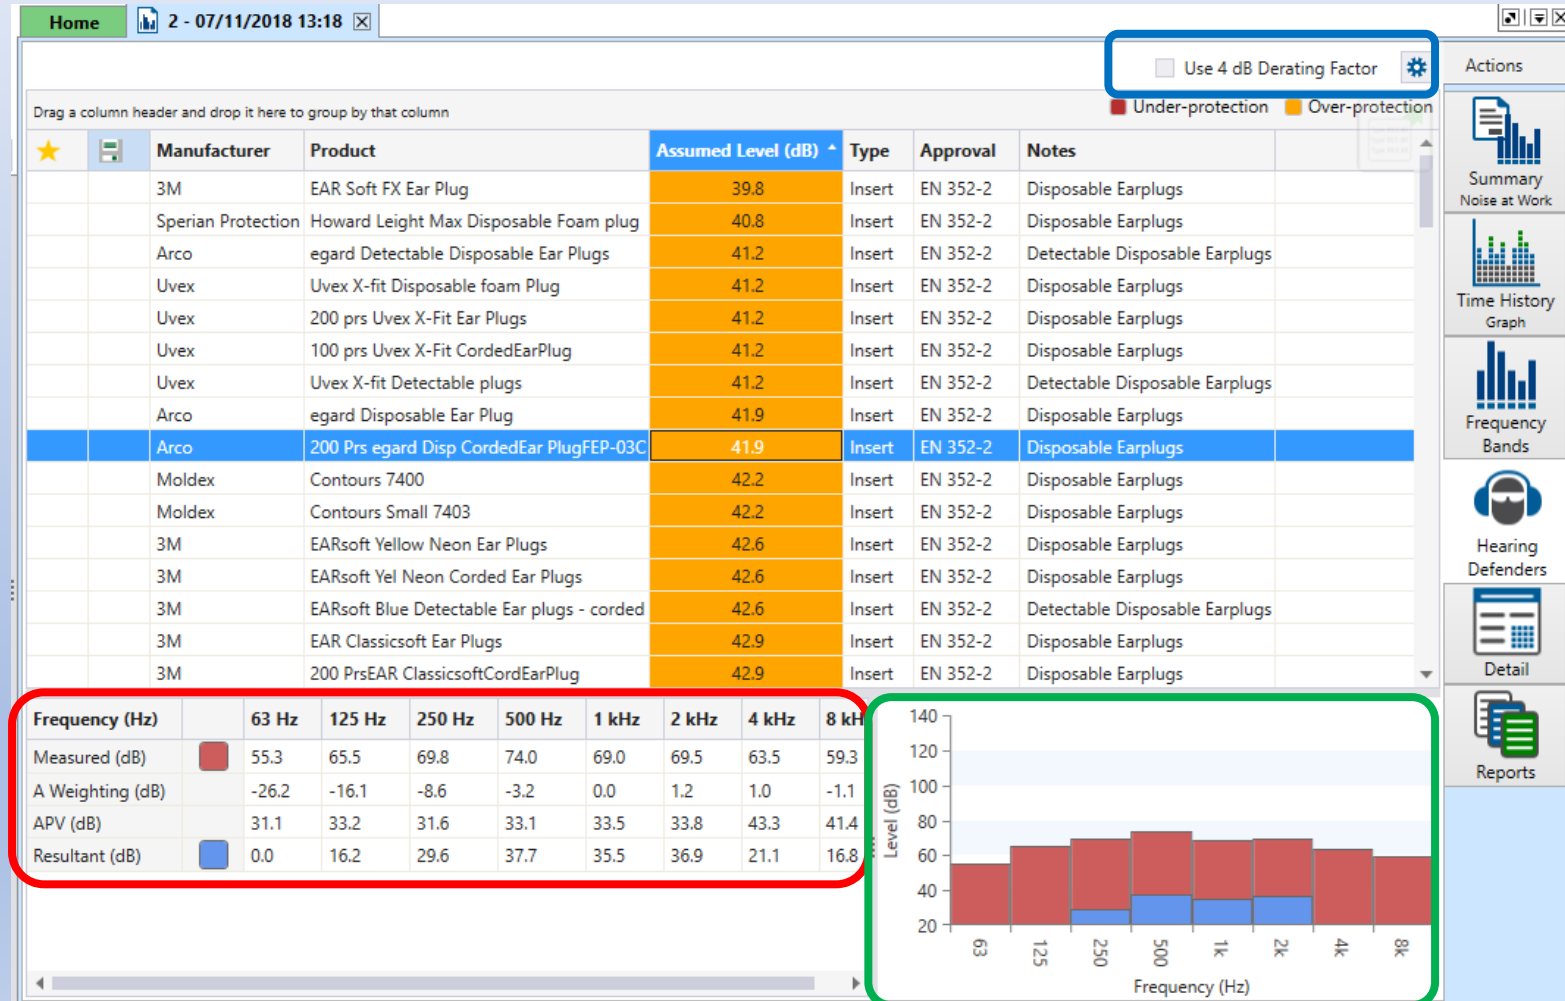 Home 2 - 07/11/2018 13:18
Use 4 dB Derating Factor
Actions
Drag a column header and drop it here to group by that column
Under-protection Over-protection
Manufacturer Product Assumed Level (dB) Type Approval Notes
3M EAR Soft FX Ear Plug 39.8 Insert EN 352-2 Disposable Earplugs
Sperian Protection Howard Leight Max Disposable Foam plug 40.8 Insert EN 352-2 Disposable Earplugs
Arco egard Detectable Disposable Ear Plugs 41.2 Insert EN 352-2 Detectable Disposable Earplugs
Uvex Uvex X-fit Disposable foam Plug 41.2 Insert EN 352-2 Disposable Earplugs
Uvex 200 prs Uvex X-Fit Ear Plugs 41.2 Insert EN 352-2 Disposable Earplugs
Uvex 100 prs Uvex X-Fit CordedEarPlug 41.2 Insert EN 352-2 Disposable Earplugs
Uvex Uvex X-fit Detectable plugs 41.2 Insert EN 352-2 Detectable Disposable Earplugs
Arco egard Disposable Ear Plug 41.9 Insert EN 352-2 Disposable Earplugs
Arco 200 Prs egard Disp CordedEar PlugFEP-03C 41.9 Insert EN 352-2 Disposable Earplugs
Moldex Contours 7400 42.2 Insert EN 352-2 Disposable Earplugs
Moldex Contours Small 7403 42.2 Insert EN 352-2 Disposable Earplugs
3M EARsoft Yellow Neon Ear Plugs 42.6 Insert EN 352-2 Disposable Earplugs
3M EARsoft Yel Neon Corded Ear Plugs 42.6 Insert EN 352-2 Disposable Earplugs
3M EARsoft Blue Detectable Ear plugs - corded 42.6 Insert EN 352-2 Detectable Disposable Earplugs
3M EAR Classicsoft Ear Plugs 42.9 Insert EN 352-2 Disposable Earplugs
3M 200 PrsEAR ClassicsoftCordEarPlug 42.9 Insert EN 352-2 Disposable Earplugs
Summary
Noise at Work
Time History
Graph
Frequency
Bands
Hearing
Defenders
Detail
Reports
Frequency (Hz) 63 Hz 125 Hz 250 Hz 500 Hz 1 kHz 2 kHz 4 kHz 8 kH
Measured (dB) 55.3 65.5 69.8 74.0 69.0 69.5 63.5 59.3
A Weighting (dB) -26.2 -16.1 -8.6 -3.2 0.0 1.2 1.0 -1.1
APV (dB) 31.1 33.2 31.6 33.1 33.5 33.8 43.3 41.4
Resultant (dB) 0.0 16.2 29.6 37.7 35.5 36.9 21.1 16.8
Level (dB)
140
120
100
80
60
40
20
63 125 250 500 1k 2k 4k 8k
Frequency (Hz)